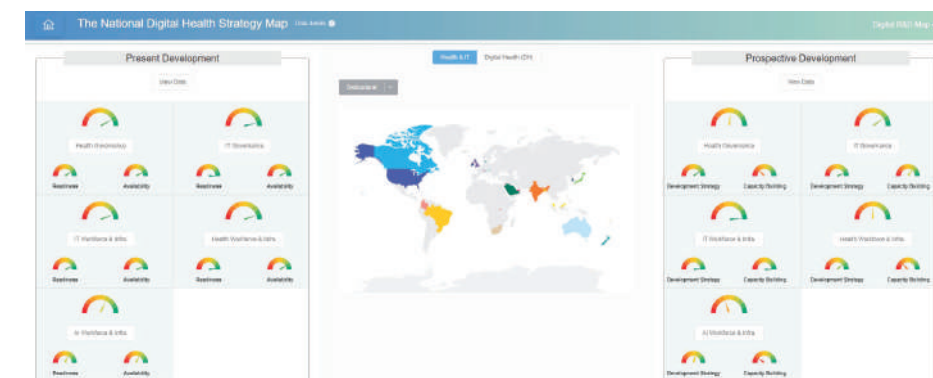 The National Digital Health Strategy Map
Digital R&D Map
Present Development
View Data
Health Governance
IT Governance
Readiness
Availability
Readiness
Availability
IT Workforce & Infra.
Health Workforce & Infra.
Readiness
Availability
Readiness
Availability
AI Workforce & Infra.
Readiness
Availability
Health & IT
Digital Health (DH)
Prospective Development
View Data
Health Governance
IT Governance
Development Strategy
Capacity Building
Development Strategy
Capacity Building
IT Workforce & Infra.
Health Workforce & Infra.
Development Strategy
Capacity Building
Development Strategy
Capacity Building
AI Workforce & Infra.
Development Strategy
Capacity Building